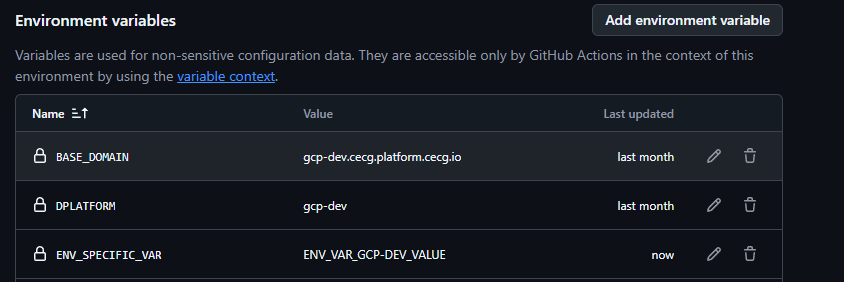 Environment variables
Add environment variable
Variables are used for non-sensitive configuration data. They are accessible only by GitHub Actions in the context of this
environment by using the variable context.
Name Value Last updated
BASE_DOMAIN gcp-dev.cecg.platform.cecg.io last month
DPLATFORM gcp-dev last month
ENV_SPECIFIC_VAR ENV_VAR_GCP-DEV_VALUE now